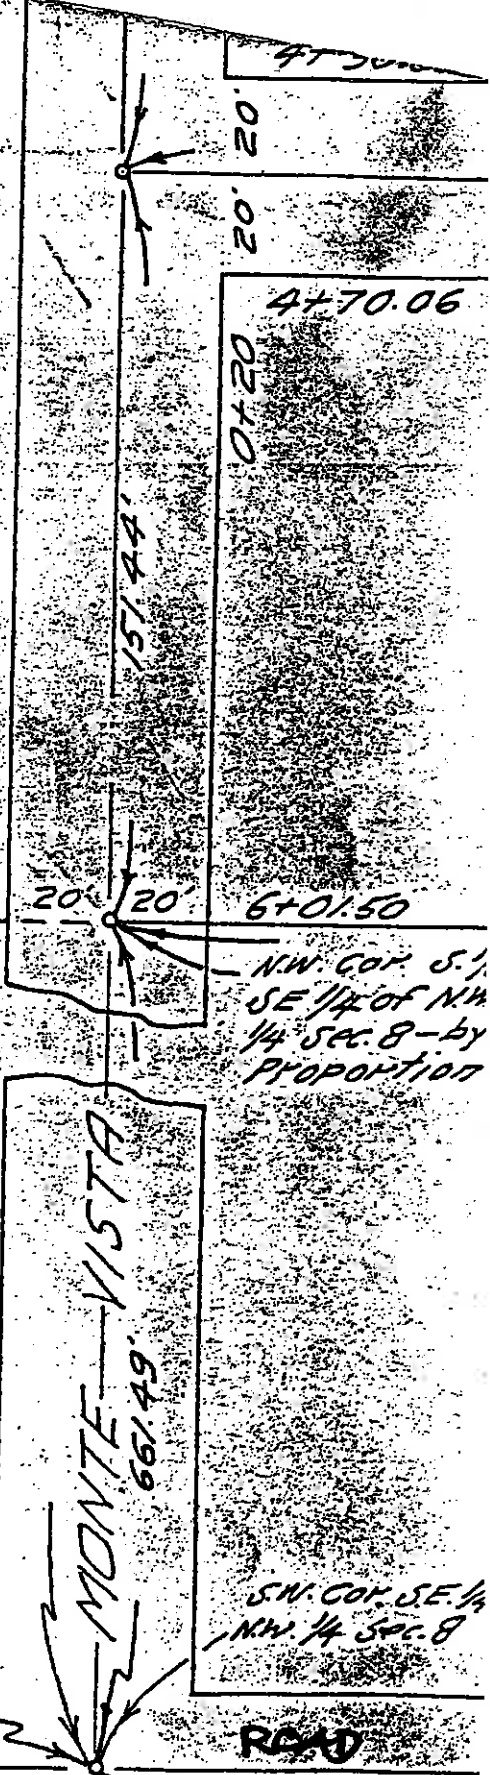 20'
20'
4+70.06
0+20
151.44'
20' 20' 6+01.50
N.W. Cor. S.
SE 1/4 of N.W.
1/4 Sec. 8 - by
Proportion
MONTE VISTA
661.49'
S.W. Cor. S.E. 1/4
N.W. 1/4 Sec. 8
ROAD